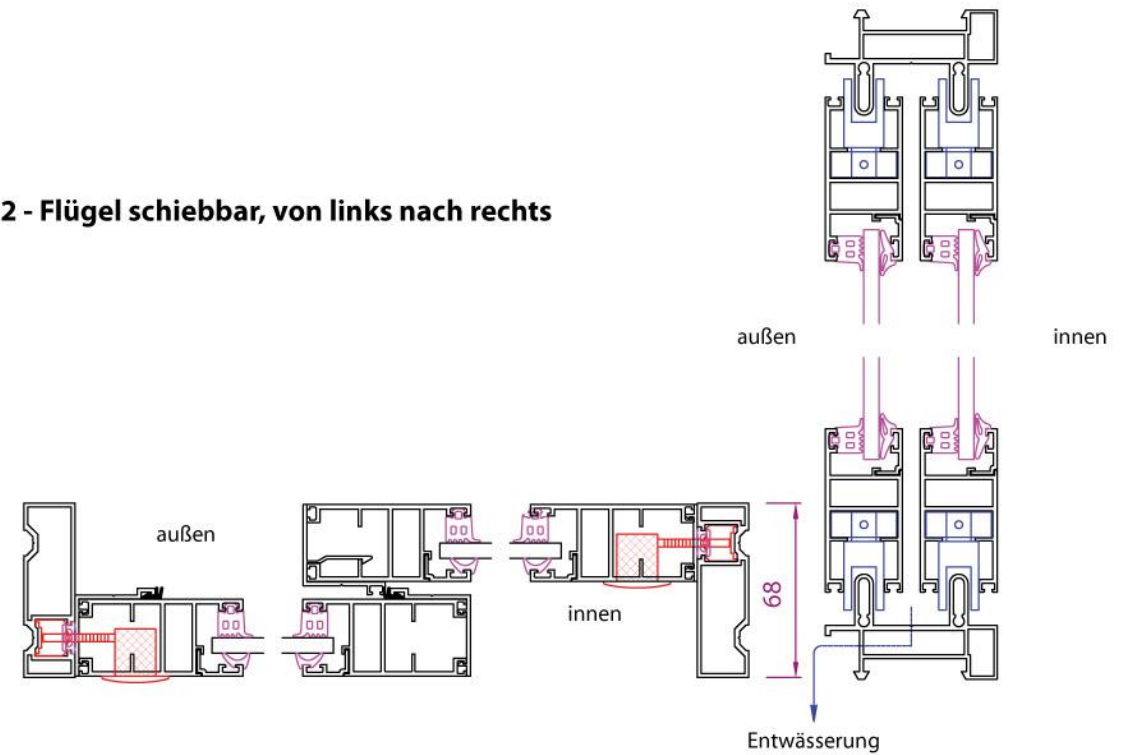 2 - Flügel schiebbar, von links nach rechts
außen
innen
außen
innen
68
Entwässerung